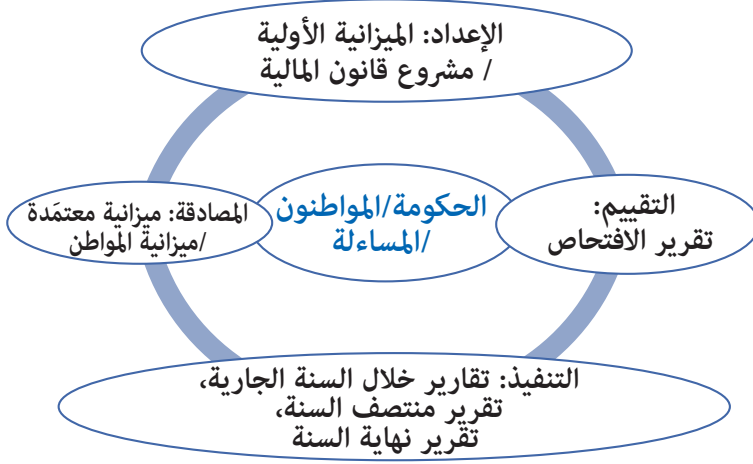 الإعداد: الميزانية الأولية
/ مشروع قانون المالية
التقييم:
تقرير الافتحاص
الحكومة/المواطنون
/المساءلة
المصادقة: ميزانية معتمَدة
/ميزانية المواطن
التنفيذ: تقارير خلال السنة الجارية،
تقرير منتصف السنة،
تقرير نهاية السنة